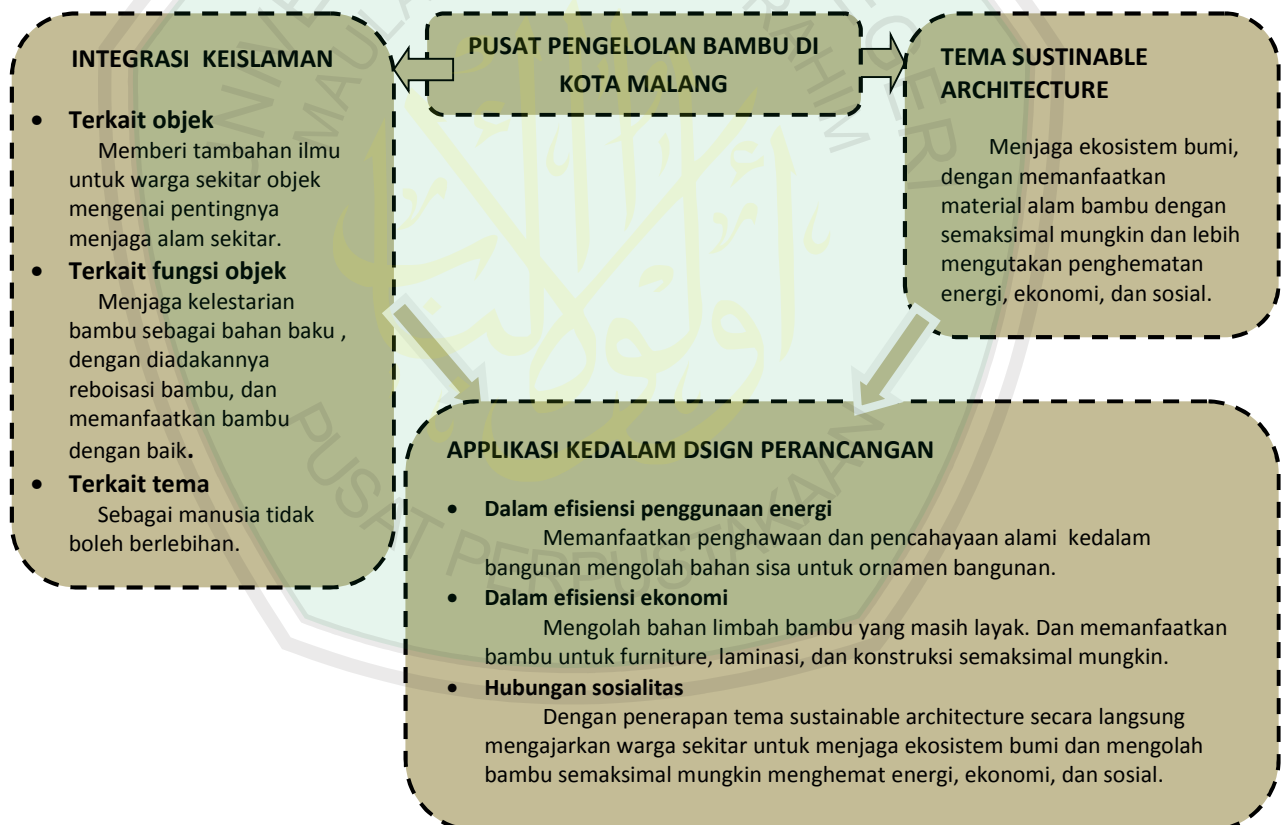 PUSAT PENGELOLAN BAMBU DI
KOTA MALANG
INTEGRASI KEISLAMAN
• Terkait objek
Memberi tambahan ilmu
untuk warga sekitar objek
mengenai pentingnya
menjaga alam sekitar.
• Terkait fungsi objek
Menjaga kelestarian
bambu sebagai bahan baku ,
dengan diadakannya
reboisasi bambu, dan
memanfaatkan bambu
dengan baik.
• Terkait tema
Sebagai manusia tidak
boleh berlebihan.
TEMA SUSTINABLE
ARCHITECTURE
Menjaga ekosistem bumi,
dengan memanfaatkan
material alam bambu dengan
semaksimal mungkin dan lebih
mengutakan penghematan
energi, ekonomi, dan sosial.
APPLIKASI KEDALAM DSIGN PERANCANGAN
• Dalam efisiensi penggunaan energi
Memanfaatkan penghawaan dan pencahayaan alami kedalam
bangunan mengolah bahan sisa untuk ornamen bangunan.
• Dalam efisiensi ekonomi
Mengolah bahan limbah bambu yang masih layak. Dan memanfaatkan
bambu untuk furniture, laminasi, dan konstruksi semaksimal mungkin.
• Hubungan sosialitas
Dengan penerapan tema sustainable architecture secara langsung
mengajarkan warga sekitar untuk menjaga ekosistem bumi dan mengolah
bambu semaksimal mungkin menghemat energi, ekonomi, dan sosial.
PUSAT PERPUSTAKAAN